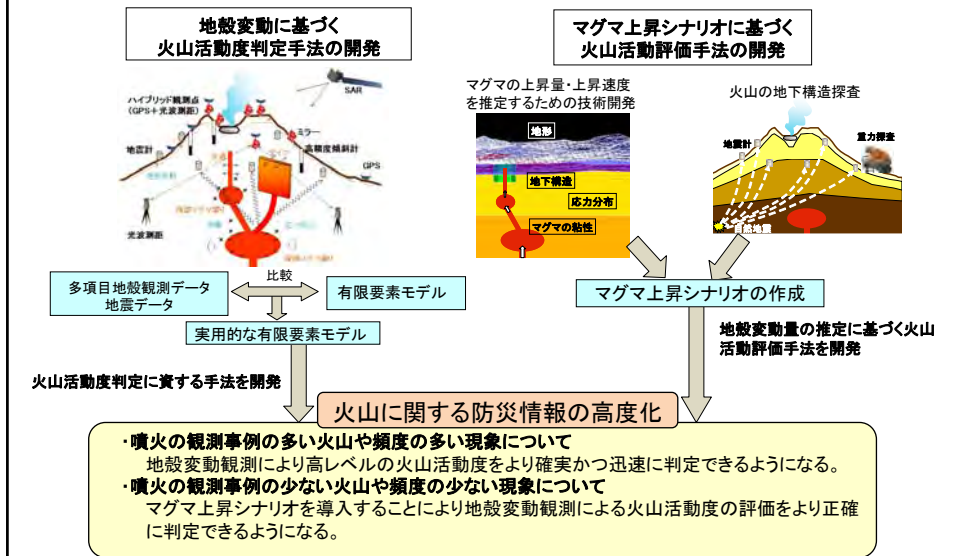 地殻変動に基づく
火山活動度判定手法の開発
マグマ上昇シナリオに基づく
火山活動評価手法の開発
SAR
ハイブリッド観測点
(GPS+光波測距)
ミラー
地震計
高精度傾斜計
GPS
光波測距
マグマの上昇量・上昇速度
を推定するための技術開発
地形
地下構造
応力分布
マグマの粘性
火山の地下構造探査
地震計
重力探査
自然地震
多項目地殻観測データ
地震データ
比較
有限要素モデル
実用的な有限要素モデル
マグマ上昇シナリオの作成
火山活動度判定に資する手法を開発
地殻変動量の推定に基づく火山
活動評価手法を開発
火山に関する防災情報の高度化
・噴火の観測事例の多い火山や頻度の多い現象について
地殻変動観測により高レベルの火山活動度をより確実かつ迅速に判定できるようになる。
・噴火の観測事例の少ない火山や頻度の少ない現象について
マグマ上昇シナリオを導入することにより地殻変動観測による火山活動度の評価をより正確
に判定できるようになる。